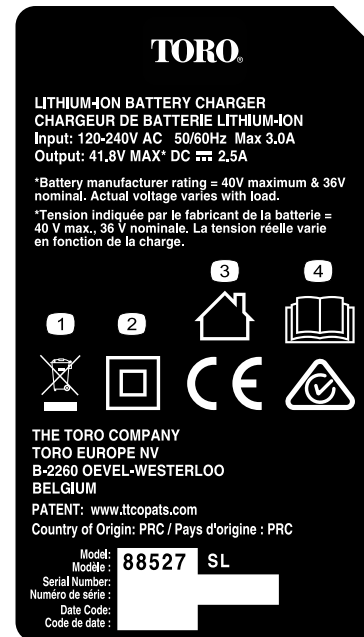 TORO®
LITHIUM-ION BATTERY CHARGER
CHARGEUR DE BATTERIE LITHIUM-ION
Input: 120-240V AC 50/60Hz Max 3.0A
Output: 41.8V MAX* DC ⎓ 2.5A
*Battery manufacturer rating = 40V maximum & 36V
nominal. Actual voltage varies with load.
*Tension indiquée par le fabricant de la batterie =
40 V max., 36 V nominale. La tension réelle varie
en fonction de la charge.
3 4
1 2
CE
THE TORO COMPANY
TORO EUROPE NV
B-2260 OEVEL-WESTERLOO
BELGIUM
PATENT: www.ttcopats.com
Country of Origin: PRC / Pays d'origine : PRC
Model:
Modèle : 88527 SL
Serial Number:
Numéro de série :
Date Code:
Code de date :